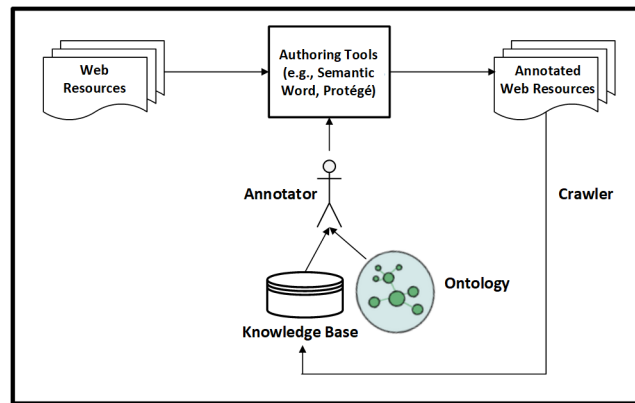 Web
Resources
Authoring Tools
(e.g., Semantic
Word, Protégé)
Annotated
Web Resources
Annotator
Crawler
Ontology
Knowledge Base